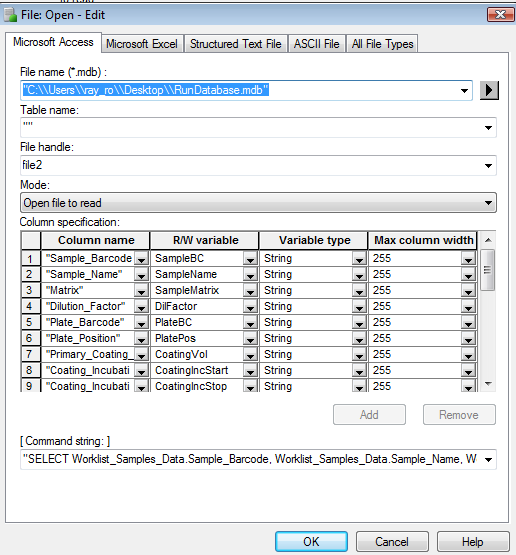 File: Open - Edit
Microsoft Access Microsoft Excel Structured Text File ASCII File All File Types
File name (*.mdb) :
"C:\\Users\\ray_ro\\Desktop\\RunDatabase.mdb"
Table name:
""
File handle:
file2
Mode:
Open file to read
Column specification:
Column name R/W variable Variable type Max column width
1 "Sample_Barcode SampleBC String 255
2 "Sample_Name" SampleName String 255
3 "Matrix" SampleMatrix String 255
4 "Dilution_Factor" DilFactor String 255
5 "Plate_Barcode" PlateBC String 255
6 "Plate_Position" PlatePos String 255
7 "Primary_Coating_ CoatingVol String 255
8 "Coating_Incubati CoatingIncStart String 255
9 "Coating_Incubati CoatingIncStop String 255
Add Remove
[ Command string: ]
"SELECT Worklist_Samples_Data.Sample_Barcode, Worklist_Samples_Data.Sample_Name, W
OK Cancel Help